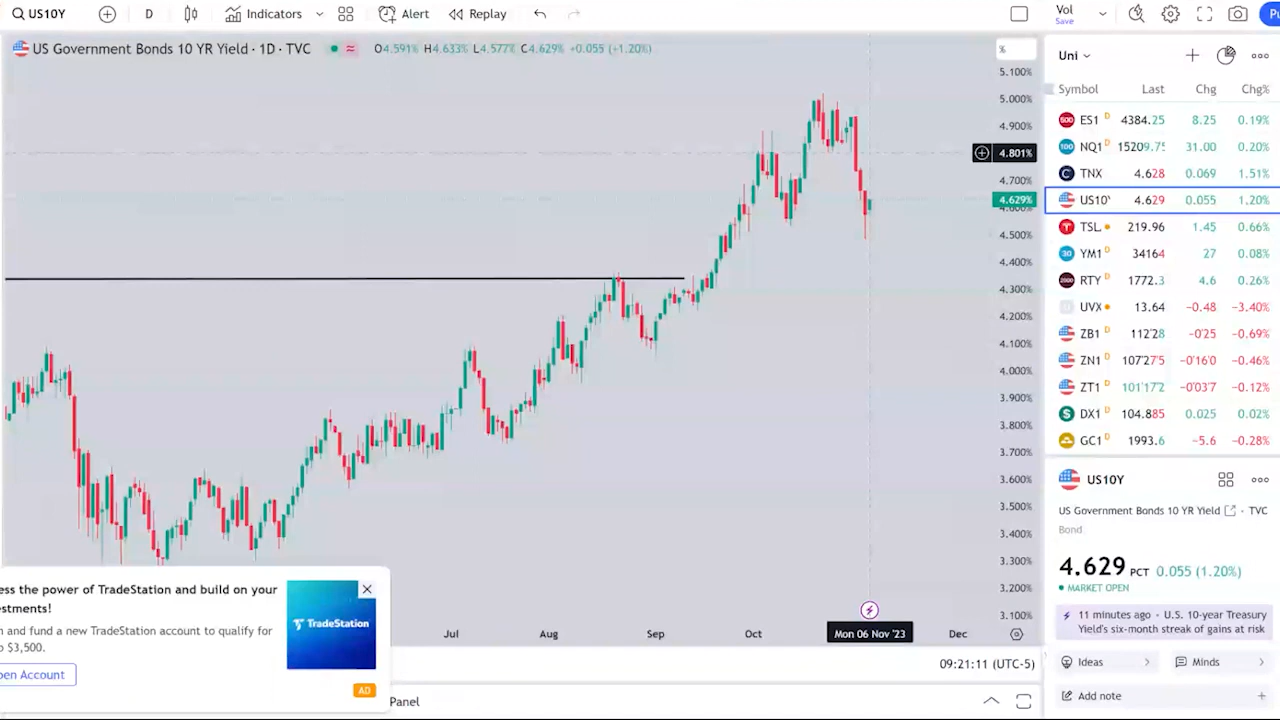 US10Y D Indicators Alert Replay Vol
Save
US Government Bonds 10 YR Yield · 1D · TVC O4.591% H4.633% L4.577% C4.629% +0.055 (+1.20%)
%
5.100%
5.000%
4.900%
4.801%
4.700%
4.629%
4.600%
4.500%
4.400%
4.300%
4.200%
4.100%
4.000%
3.900%
3.800%
3.700%
3.600%
3.500%
3.400%
3.300%
3.200%
3.100%
Jul Aug Sep Oct Mon 06 Nov '23 Dec
09:21:11 (UTC-5)
Panel
ess the power of TradeStation and build on your
estments!
n and fund a new TradeStation account to qualify for
o $3,500.
pen Account
TradeStation
AD
Uni
Symbol Last Chg Chg%
500 ES1 D 4384.25 8.25 0.19%
100 NQ1 D 15209.75 31.00 0.20%
TNX 4.628 0.069 1.51%
US10Y 4.629 0.055 1.20%
TSL 219.96 1.45 0.66%
30 YM1 D 34164 27 0.08%
2000 RTY D 1772.3 4.6 0.26%
UVX 13.64 −0.48 −3.40%
ZB1 D 112'28 −0'25 −0.69%
ZN1 D 107'27'5 −0'16'0 −0.46%
ZT1 D 101'17'2 −0'03'7 −0.12%
$ DX1 D 104.885 0.025 0.02%
GC1 D 1993.6 −5.6 −0.28%
US10Y
US Government Bonds 10 YR Yield · TVC
Bond
4.629 PCT 0.055 (1.20%)
MARKET OPEN
11 minutes ago · U.S. 10-year Treasury
Yield's six-month streak of gains at risk
Ideas Minds
Add note